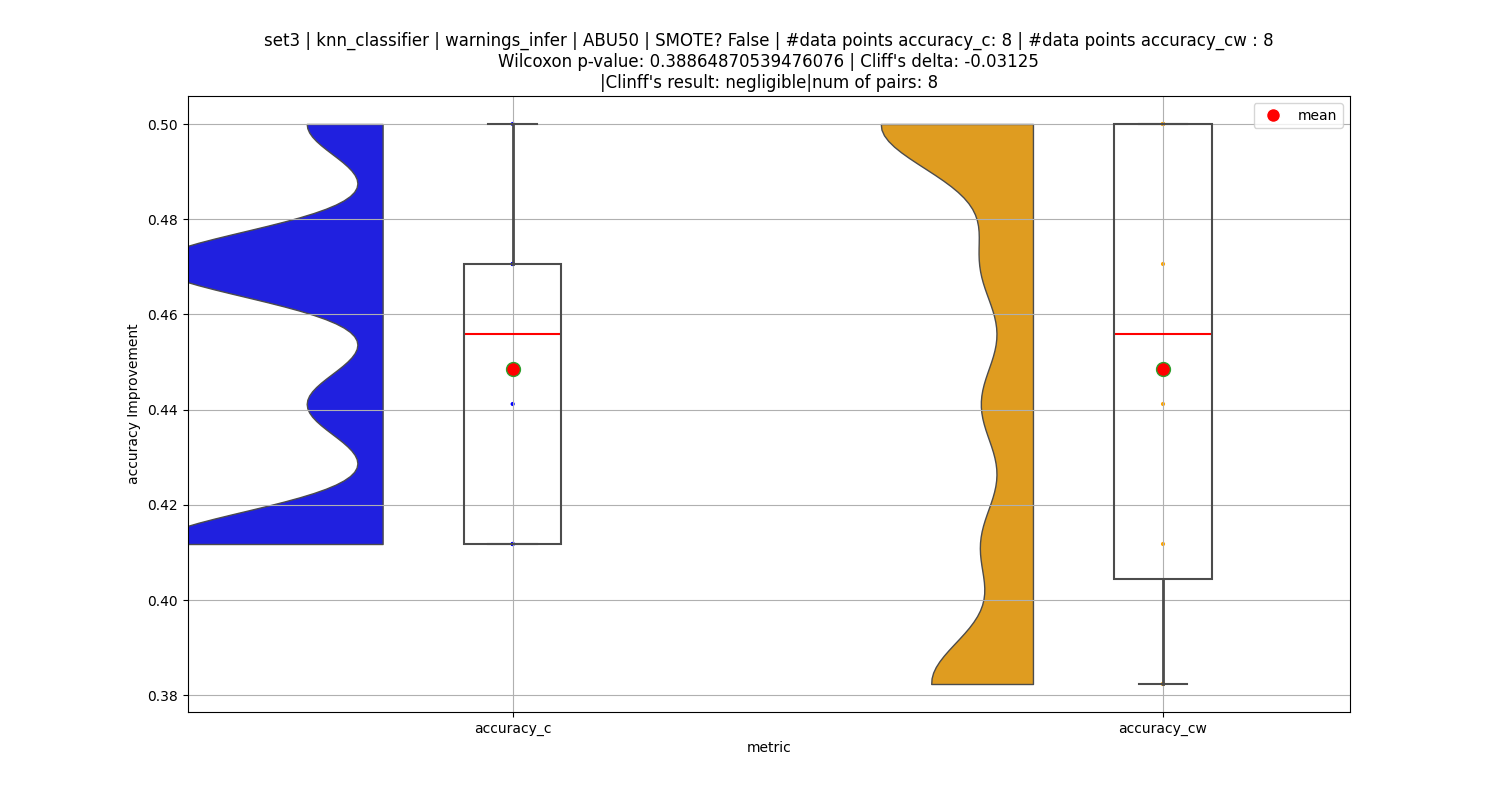 set3 | knn_classifier | warnings_infer | ABU50 | SMOTE? False | #data points accuracy_c: 8 | #data points accuracy_cw : 8
Wilcoxon p-value: 0.38864870539476076 | Cliff's delta: -0.03125
|Clinff's result: negligible|num of pairs: 8
mean
0.50
0.48
0.46
0.44
0.42
0.40
0.38
accuracy Improvement
accuracy_c
accuracy_cw
metric